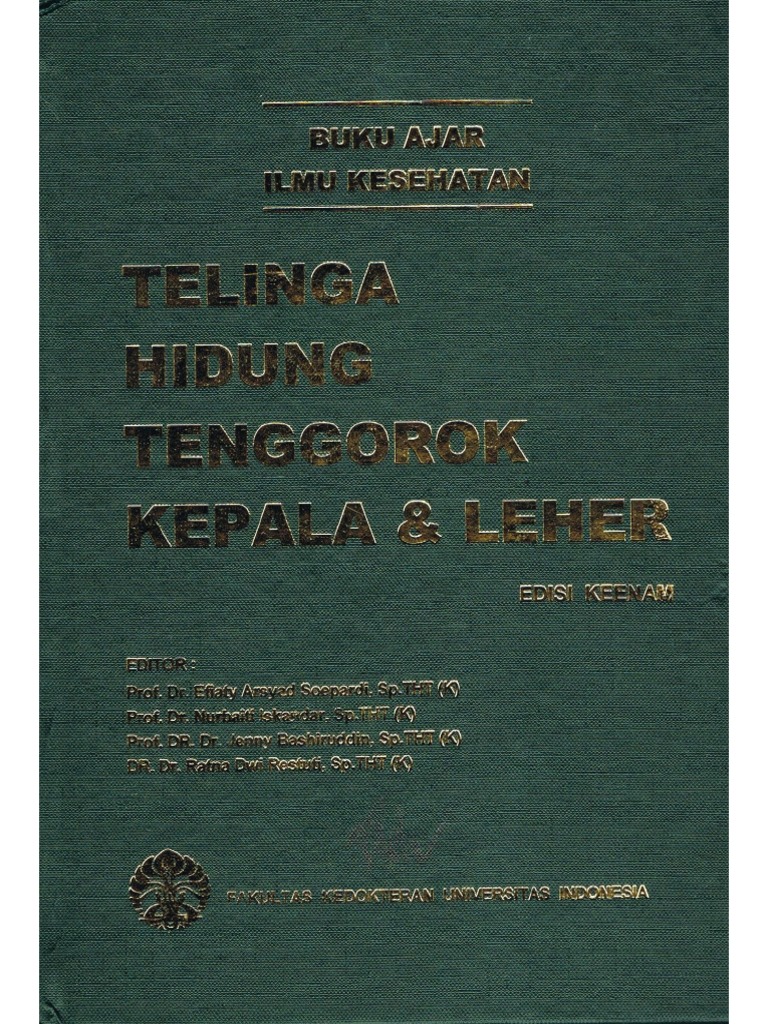 BUKU AJAR
ILMU KESEHATAN
TELINGA
HIDUNG
TENGGOROK
KEPALA & LEHER
EDISI KEENAM
EDITOR :
Prof. Dr. Efiaty Arsyad Soepardi, Sp.THT (K)
Prof. Dr. Nurbaiti Iskandar, Sp.THT (K)
Prof. DR. Dr. Jenny Bashiruddin, Sp.THT (K)
DR. Dr. Ratna Dwi Restuti, Sp.THT (K)
FAKULTAS KEDOKTERAN UNIVERSITAS INDONESIA